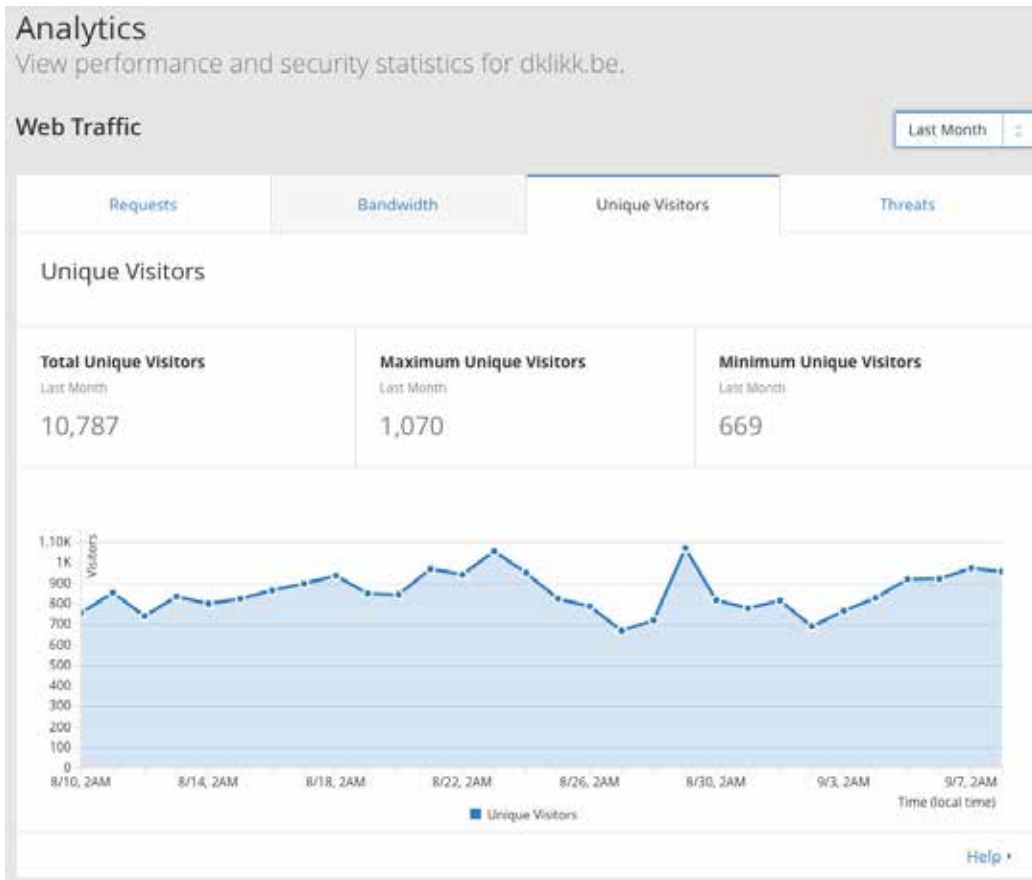 Analytics
View performance and security statistics for dklikk.be.
Web Traffic
Last Month
Requests
Bandwidth
Unique Visitors
Threats
Unique Visitors
Total Unique Visitors
Last Month
10,787
Maximum Unique Visitors
Last Month
1,070
Minimum Unique Visitors
Last Month
669
Visitors
1.10K
1K
900
800
700
600
500
400
300
200
100
0
8/10, 2AM
8/14, 2AM
8/18, 2AM
8/22, 2AM
8/26, 2AM
8/30, 2AM
9/3, 2AM
9/7, 2AM
Time (local time)
Unique Visitors
Help